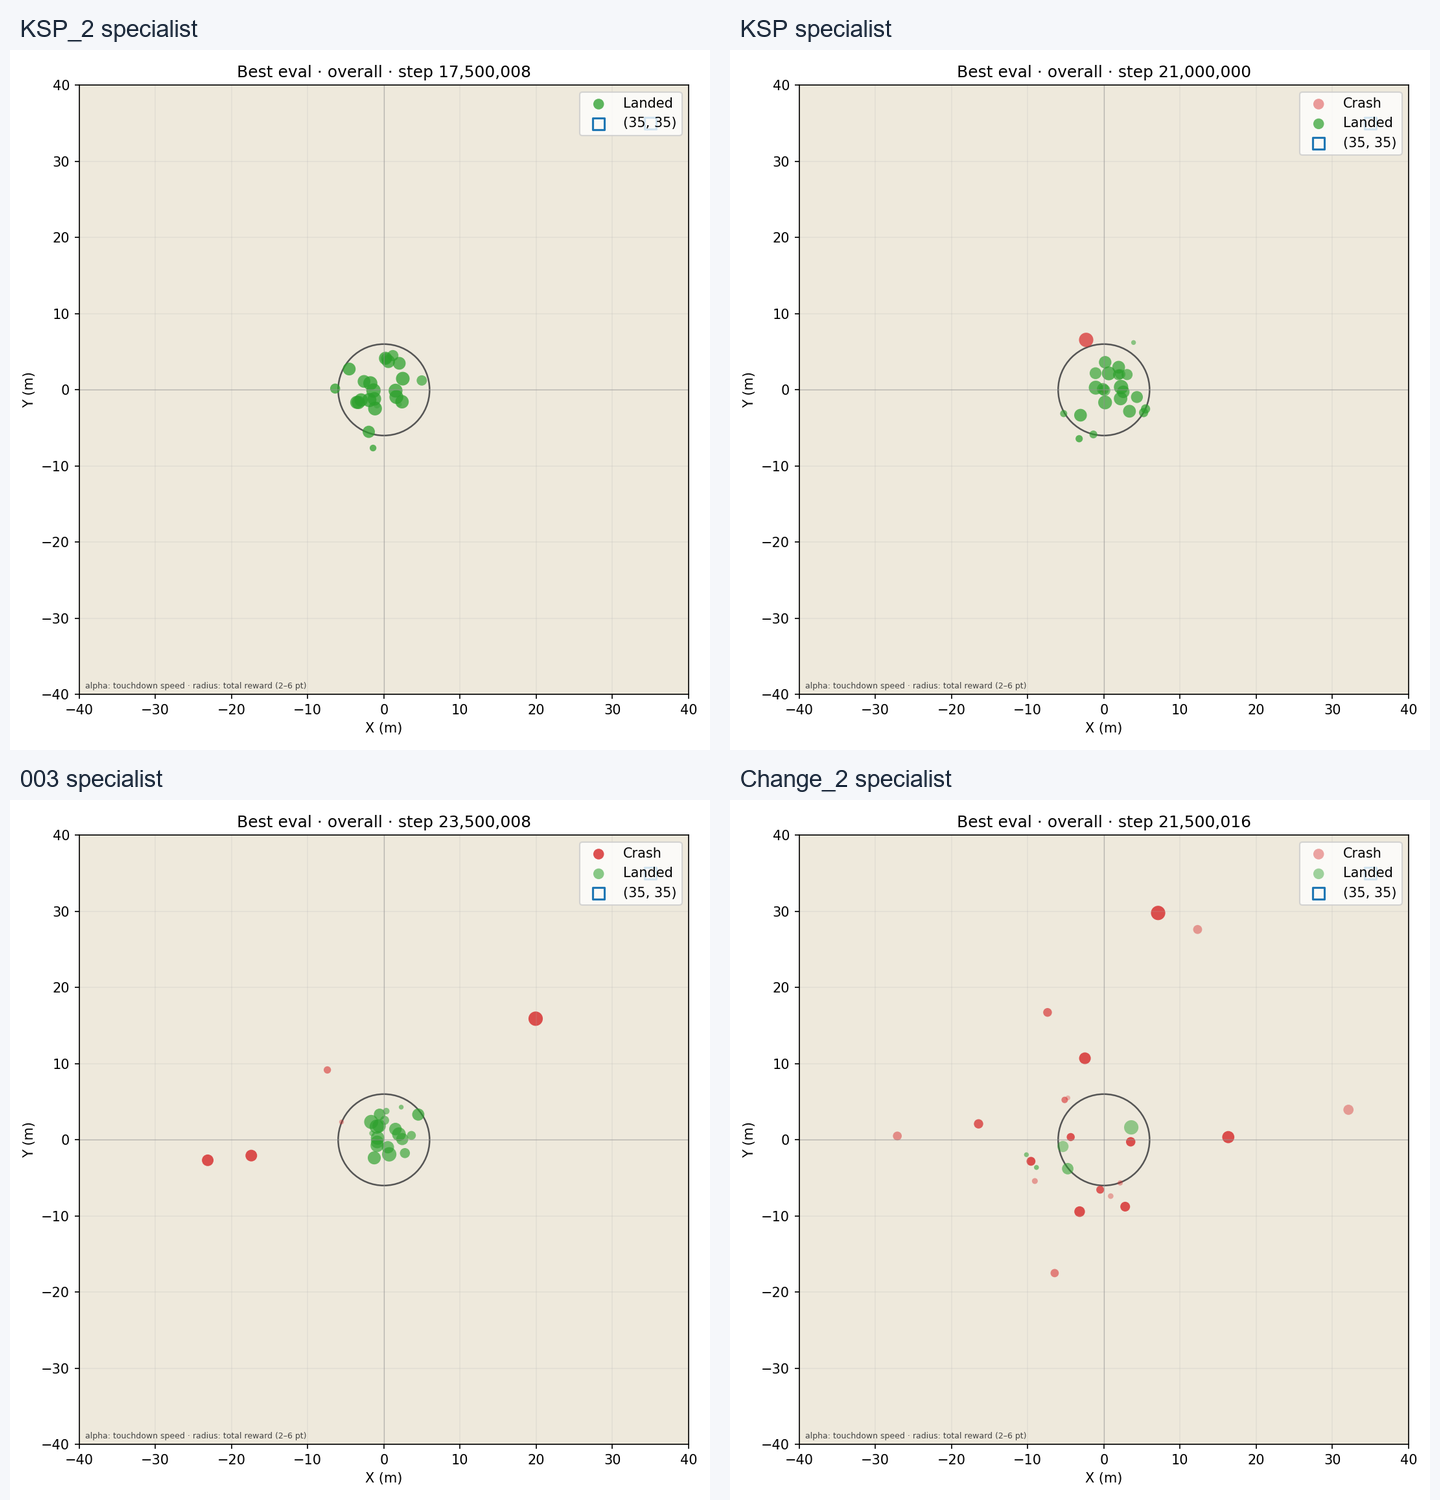 KSP_2 specialist
Best eval · overall · step 17,500,008
Landed
(35, 35)
40
30
20
10
0
−10
−20
−30
−40
Y (m)
alpha: touchdown speed · radius: total reward (2–6 pt)
−40 −30 −20 −10 0 10 20 30 40
X (m)
KSP specialist
Best eval · overall · step 21,000,000
Crash
Landed
(35, 35)
40
30
20
10
0
−10
−20
−30
−40
Y (m)
alpha: touchdown speed · radius: total reward (2–6 pt)
−40 −30 −20 −10 0 10 20 30 40
X (m)
003 specialist
Best eval · overall · step 23,500,008
Crash
Landed
(35, 35)
40
30
20
10
0
−10
−20
−30
−40
Y (m)
alpha: touchdown speed · radius: total reward (2–6 pt)
−40 −30 −20 −10 0 10 20 30 40
X (m)
Change_2 specialist
Best eval · overall · step 21,500,016
Crash
Landed
(35, 35)
40
30
20
10
0
−10
−20
−30
−40
Y (m)
alpha: touchdown speed · radius: total reward (2–6 pt)
−40 −30 −20 −10 0 10 20 30 40
X (m)